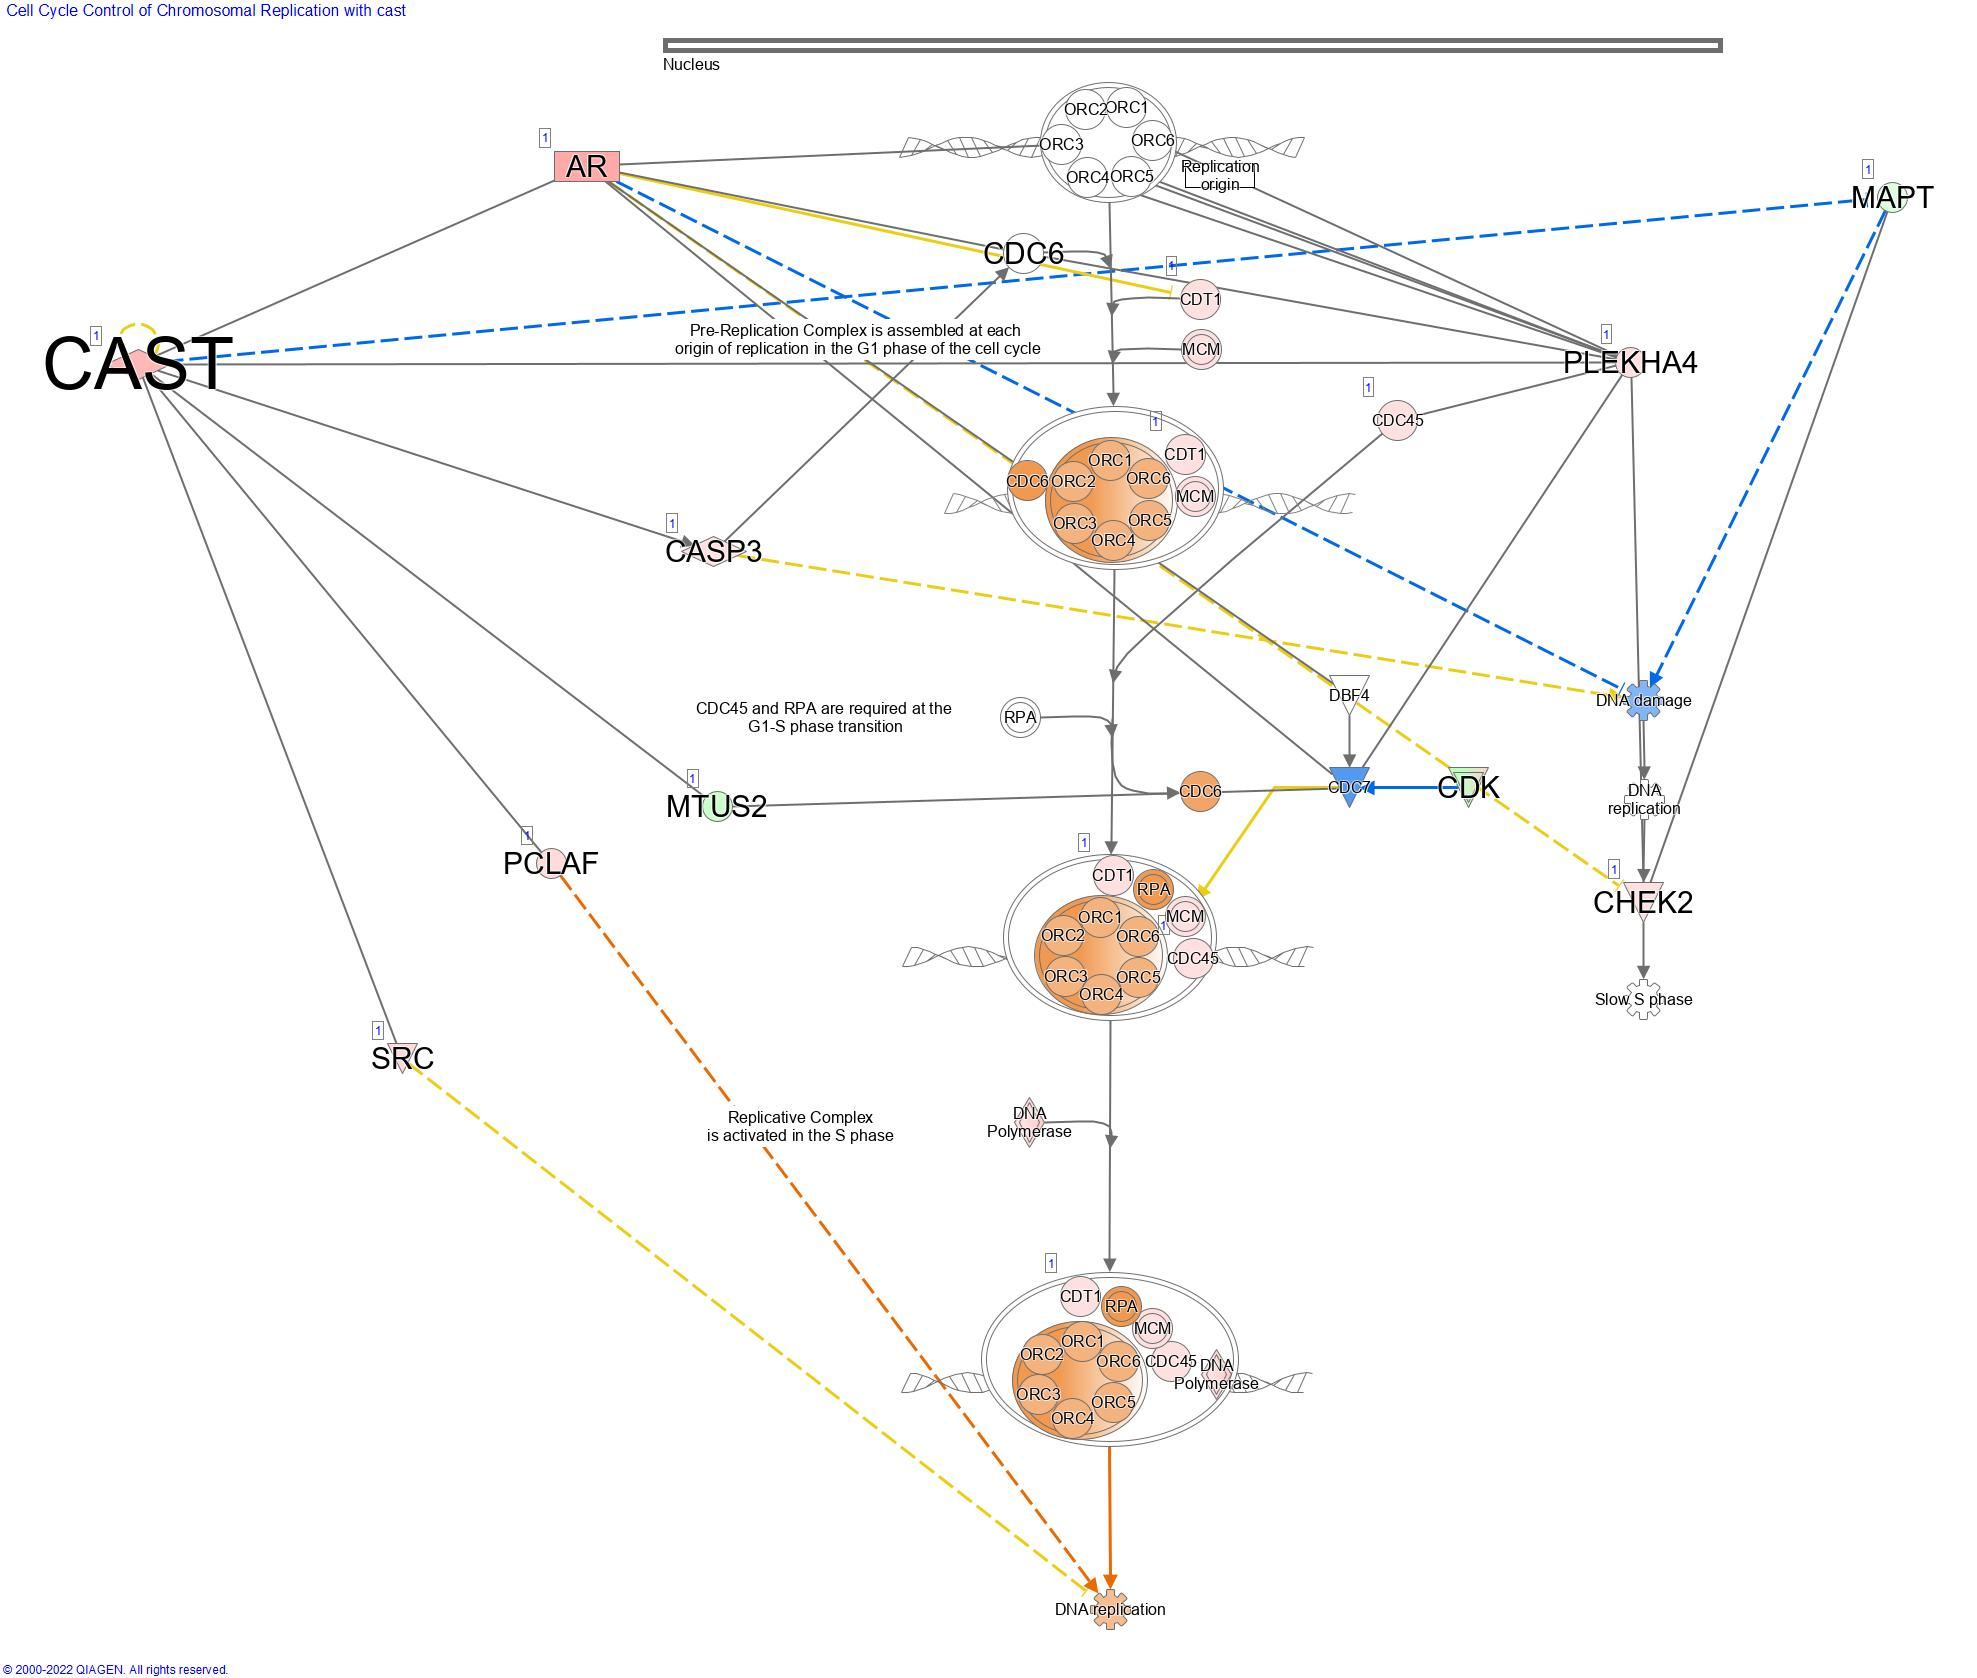 Cell Cycle Control of Chromosomal Replication with cast
Nucleus
ORC2
ORC1
ORC3
ORC6
ORC4
ORC5
Replication
origin
1
AR
1
MAPT
CDC6
1
CDT1
1
CAST
Pre-Replication Complex is assembled at each
origin of replication in the G1 phase of the cell cycle
MCM
1
PLEKHA4
1
CDC45
1
CDT1
ORC1
CDC6
ORC2
ORC6
MCM
ORC3
ORC5
ORC4
1
CASP3
CDC45 and RPA are required at the
G1-S phase transition
RPA
DBF4
DNA damage
1
MTUS2
CDC6
CDC7
CDK
DNA
replication
1
PCLAF
1
CDT1
RPA
MCM
1
ORC1
ORC2
ORC6
CDC45
ORC3
ORC5
ORC4
1
CHEK2
Slow S phase
1
SRC
Replicative Complex
is activated in the S phase
DNA
Polymerase
1
CDT1
RPA
MCM
ORC1
ORC2
ORC6
CDC45
DNA
Polymerase
ORC3
ORC5
ORC4
DNA replication
© 2000-2022 QIAGEN. All rights reserved.